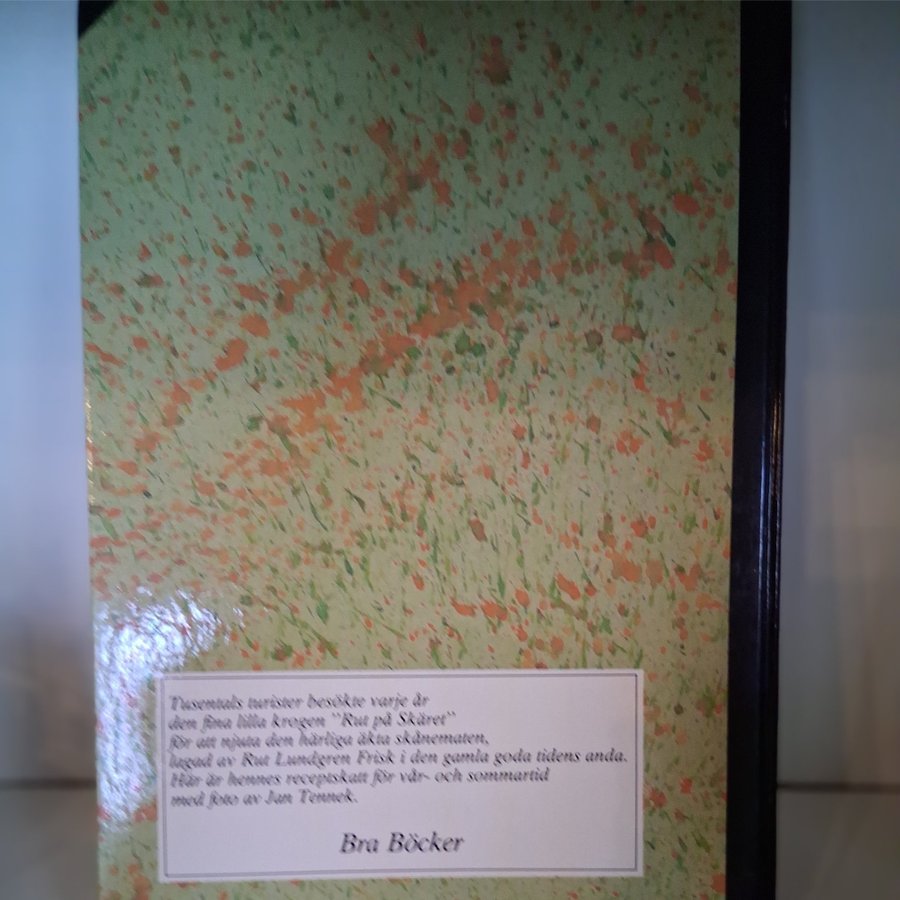 Tusentals turister besökte varje år
den fina lilla krogen "Rut på Skäret"
för att njuta den härliga äkta skånematen,
lagad av Rut Lundgren Frisk i den gamla goda tidens anda.
Här är hennes receptskatt för vår- och sommartid
med foto av Jan Tennek.
Bra Böcker